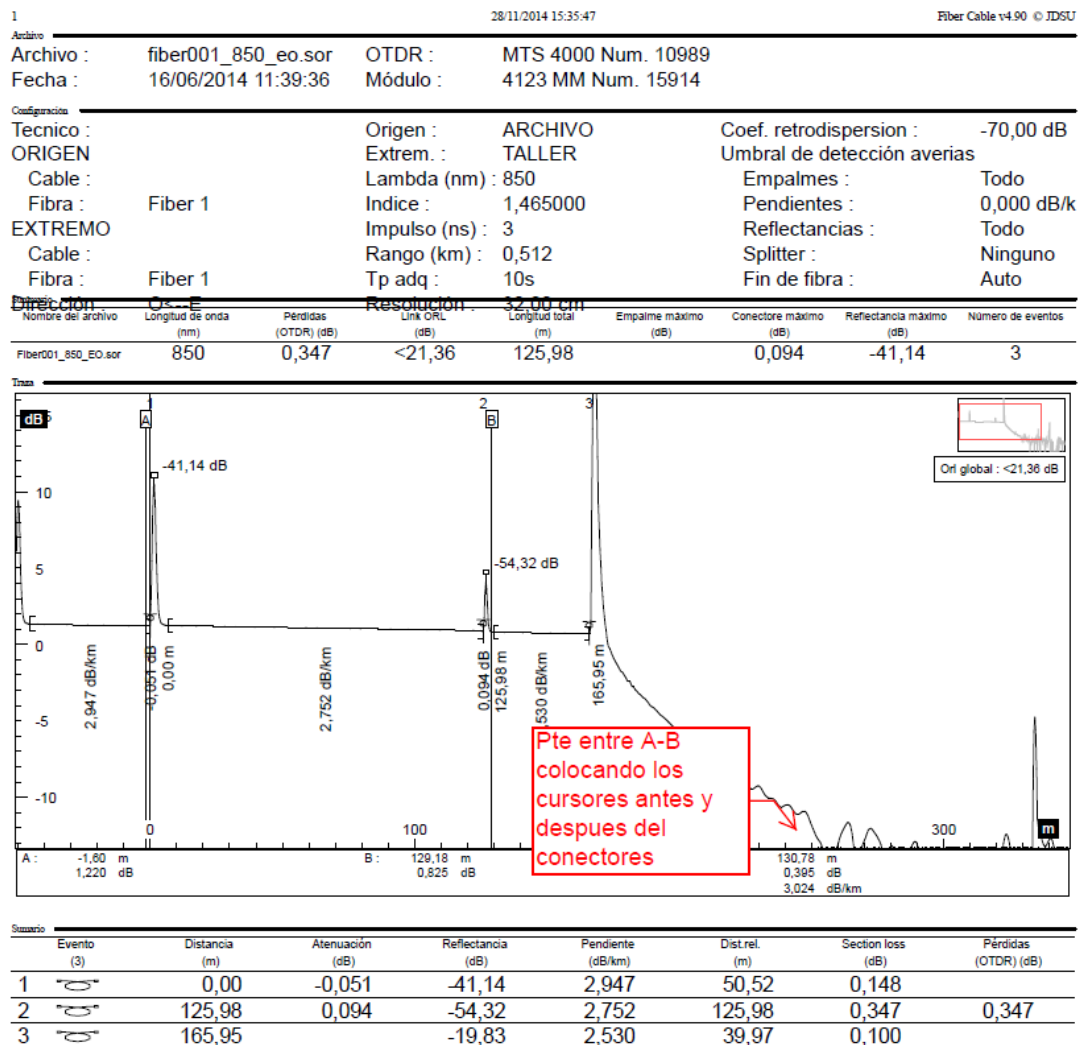 1 28/11/2014 15:35:47 Fiber Cable v4.90 © JDSU
Archivo
Archivo : fiber001_850_eo.sor OTDR : MTS 4000 Num. 10989
Fecha : 16/06/2014 11:39:36 Módulo : 4123 MM Num. 15914
Configuración
Tecnico : Origen : ARCHIVO Coef. retrodispersion : -70,00 dB
ORIGEN Extrem. : TALLER Umbral de detección averias
Cable : Lambda (nm) : 850 Empalmes : Todo
Fibra : Fiber 1 Indice : 1,465000 Pendientes : 0,000 dB/k
EXTREMO Impulso (ns) : 3 Reflectancias : Todo
Cable : Rango (km) : 0,512 Splitter : Ninguno
Fibra : Fiber 1 Tp adq : 10s Fin de fibra : Auto
Dirección : O<--E Resolución : 32,00 cm
Nombre del archivo Longitud de onda Pérdidas Link ORL Longitud total Empalme máximo Conectore máximo Reflectancia máximo Número de eventos
(nm) (OTDR) (dB) (dB) (m) (dB) (dB) (dB)
Fiber001_850_EO.sor 850 0,347 <21,36 125,98 0,094 -41,14 3
Traza
dB 1 2 3
A B
-41,14 dB
Orl global : <21,36 dB
10
-54,32 dB
5
0
2,947 dB/km
-0,051 dB
0,00 m
2,752 dB/km
0,094 dB
125,98 m
,530 dB/km
165,95 m
-5
Pte entre A-B
colocando los
cursores antes y
despues del
conectores
-10
0 100 300 m
A : -1,60 m B : 129,18 m 130,78 m
1,220 dB 0,825 dB 0,395 dB
3,024 dB/km
Sumario
Evento Distancia Atenuación Reflectancia Pendiente Dist.rel. Section loss Pérdidas
(3) (m) (dB) (dB) (dB/km) (m) (dB) (OTDR) (dB)
1 0,00 -0,051 -41,14 2,947 50,52 0,148
2 125,98 0,094 -54,32 2,752 125,98 0,347 0,347
3 165,95 -19,83 2,530 39,97 0,100